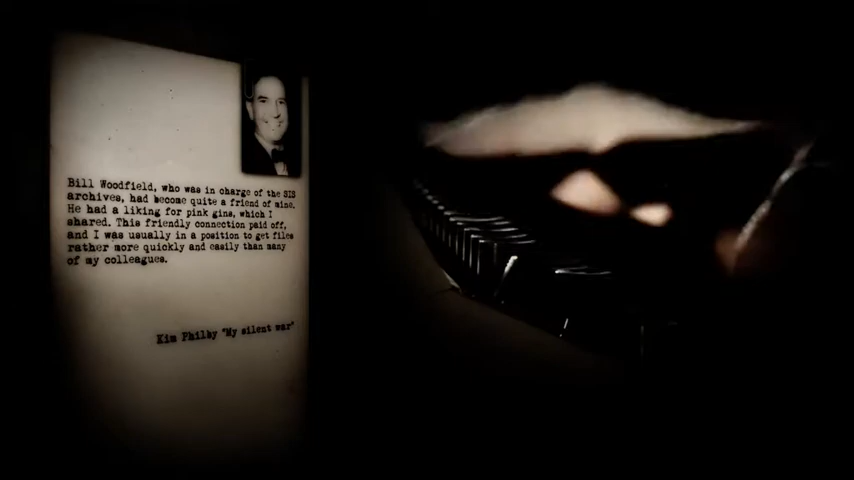 Bill Woodfield, who was in charge of the SIS
archives, had become quite a friend of mine.
He had a liking for pink gins, which I
shared. This friendly connection paid off,
and I was usually in a position to get files
rather more quickly and easily than many
of my colleagues.
Kim Philby "My silent war"